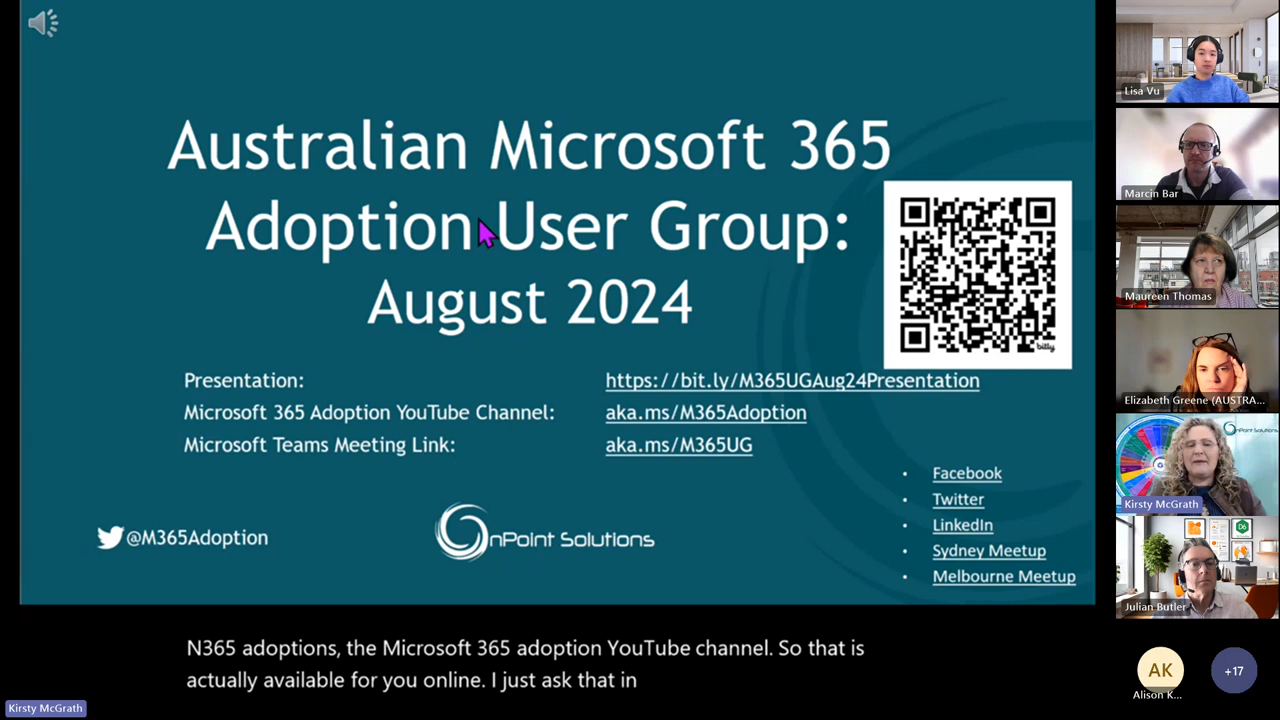 Australian Microsoft 365
Adoption User Group:
August 2024
bitly
Presentation: https://bit.ly/M365UGAug24Presentation
Microsoft 365 Adoption YouTube Channel: aka.ms/M365Adoption
Microsoft Teams Meeting Link: aka.ms/M365UG
• Facebook
• Twitter
• LinkedIn
• Sydney Meetup
• Melbourne Meetup
@M365Adoption
OnPoint Solutions
N365 adoptions, the Microsoft 365 adoption YouTube channel. So that is
actually available for you online. I just ask that in
Kirsty McGrath
Lisa Vu
Marcin Bar
Maureen Thomas
Elizabeth Greene (AUSTRA...
OnPoint Solutions
Kirsty McGrath
Julian Butler
AK
Alison K...
+17